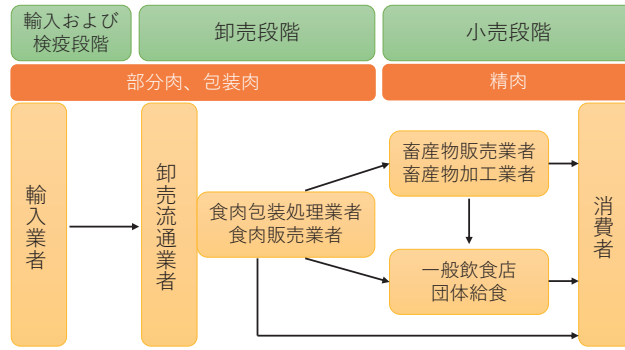 輸入および
検疫段階
卸売段階
小売段階
部分肉、包装肉
精肉
輸入業者
卸売流通業者
食肉包装処理業者
食肉販売業者
畜産物販売業者
畜産物加工業者
一般飲食店
団体給食
消費者